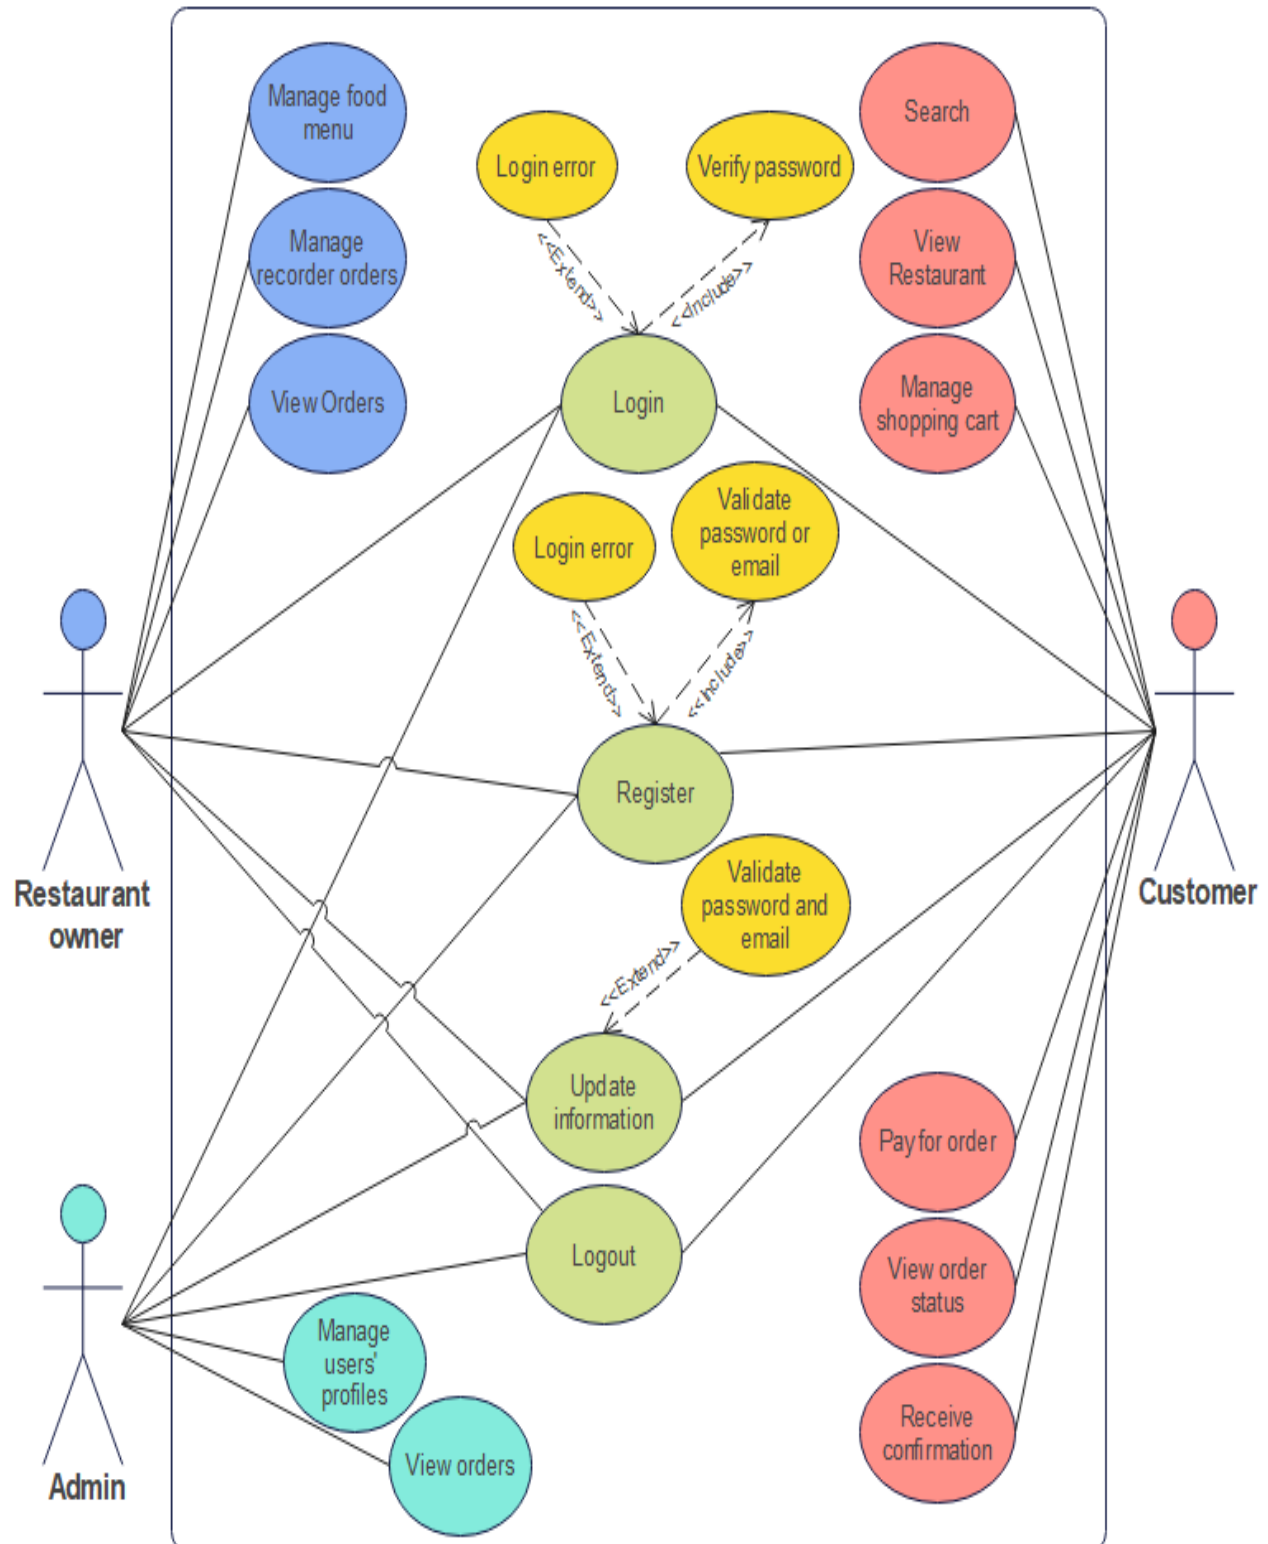 Manage food
menu
Search
Login error
Verify password
Manage
recorder orders
View
Restaurant
<<Extend>>
<<Include>>
View Orders
Login
Manage
shopping cart
Validate
password or
email
Login error
<<Extend>>
<<Include>>
Register
Restaurant
owner
Customer
Validate
password and
email
<<Extend>>
Update
information
Pay for order
Logout
View order
status
Manage
users'
profiles
Receive
confirmation
View orders
Admin